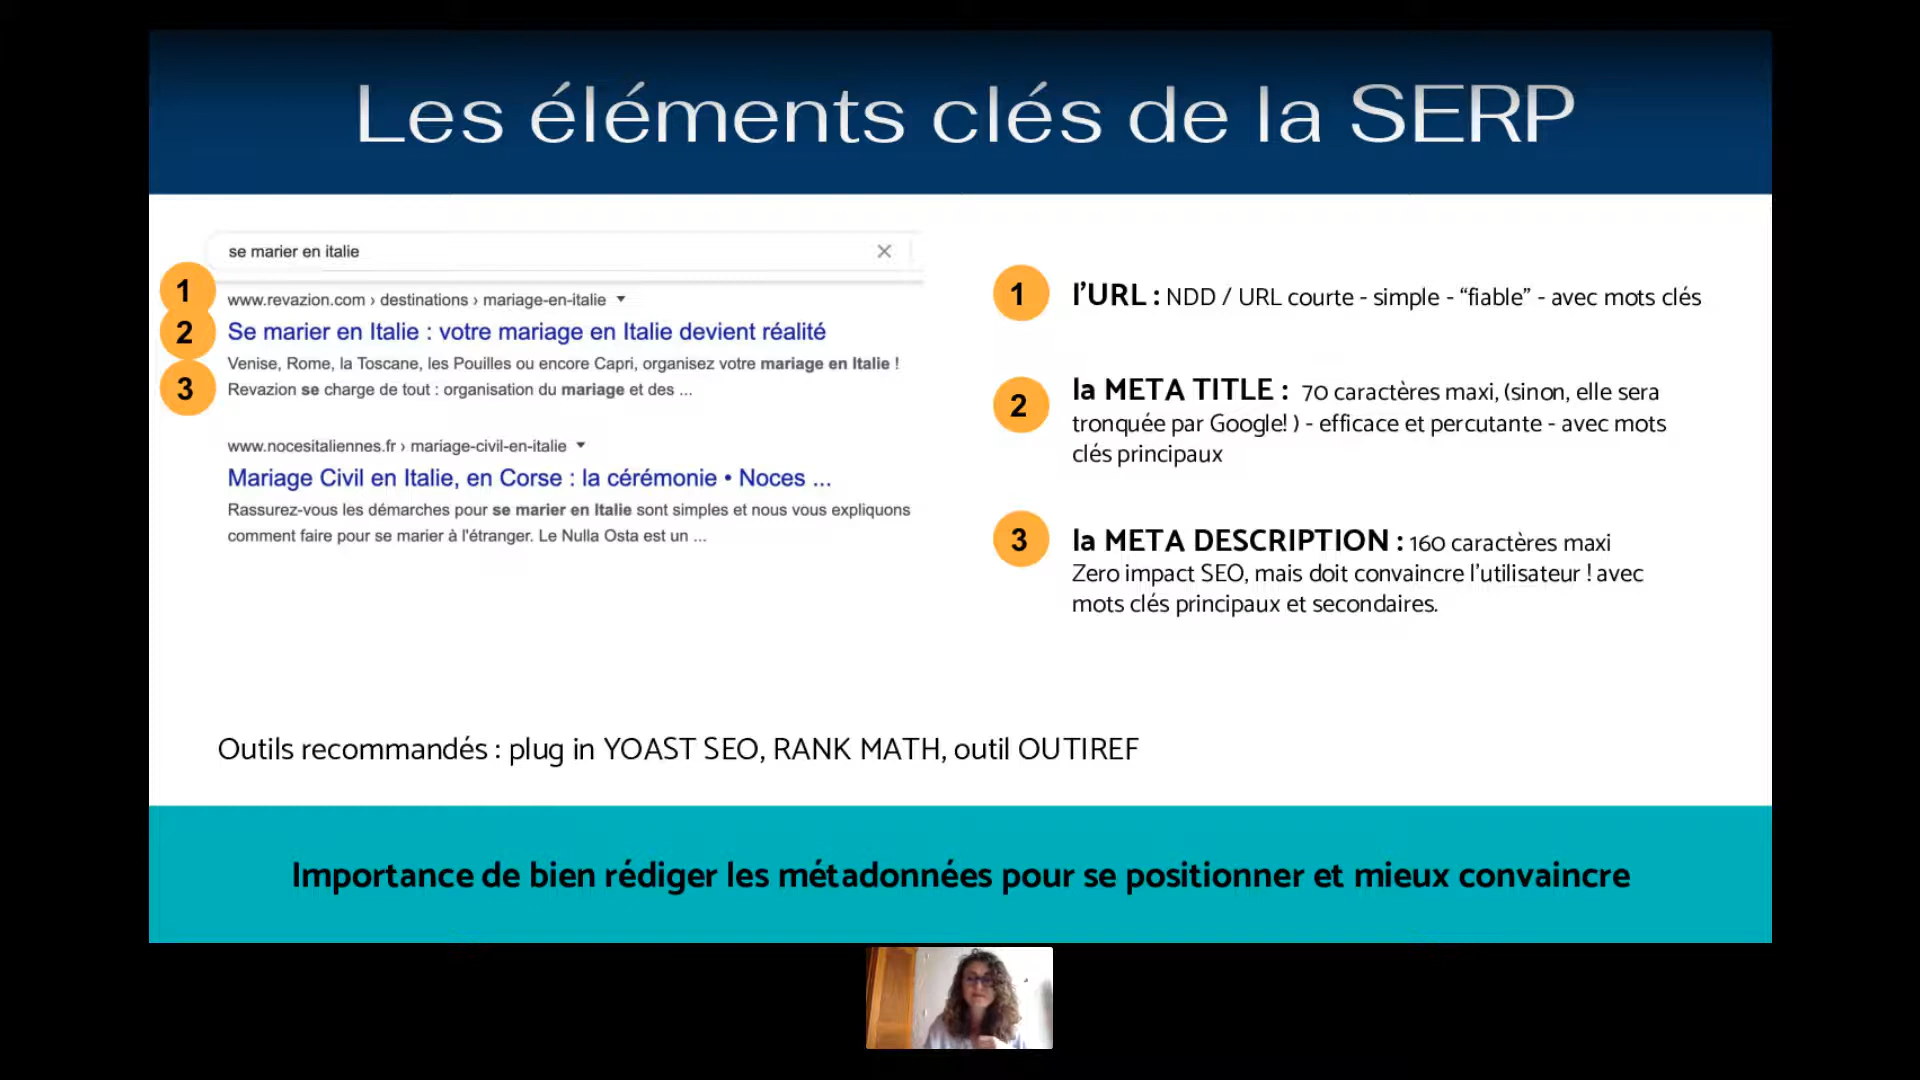 Les éléments clés de la SERP
se marier en italie
1
www.revazion.com › destinations › mariage-en-italie
2
Se marier en Italie : votre mariage en Italie devient réalité
Venise, Rome, la Toscane, les Pouilles ou encore Capri, organisez votre mariage en Italie !
3
Revazion se charge de tout : organisation du mariage et des ...
www.nocesitaliennes.fr › mariage-civil-en-italie
Mariage Civil en Italie, en Corse : la cérémonie • Noces ...
Rassurez-vous les démarches pour se marier en Italie sont simples et nous vous expliquons
comment faire pour se marier à l'étranger. Le Nulla Osta est un ...
1
l’URL : NDD / URL courte - simple - “fiable” - avec mots clés
2
la META TITLE : 70 caractères maxi, (sinon, elle sera
tronquée par Google! ) - efficace et percutante - avec mots
clés principaux
3
la META DESCRIPTION : 160 caractères maxi
Zero impact SEO, mais doit convaincre l’utilisateur ! avec
mots clés principaux et secondaires.
Outils recommandés : plug in YOAST SEO, RANK MATH, outil OUTIREF
Importance de bien rédiger les métadonnées pour se positionner et mieux convaincre